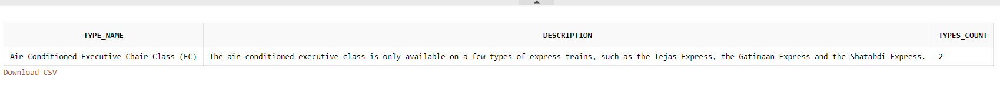 TYPE_NAME DESCRIPTION TYPES_COUNT
Air-Conditioned Executive Chair Class (EC) The air-conditioned executive class is only available on a few types of express trains, such as the Tejas Express, the Gatimaan Express and the Shatabdi Express. 2
Download CSV